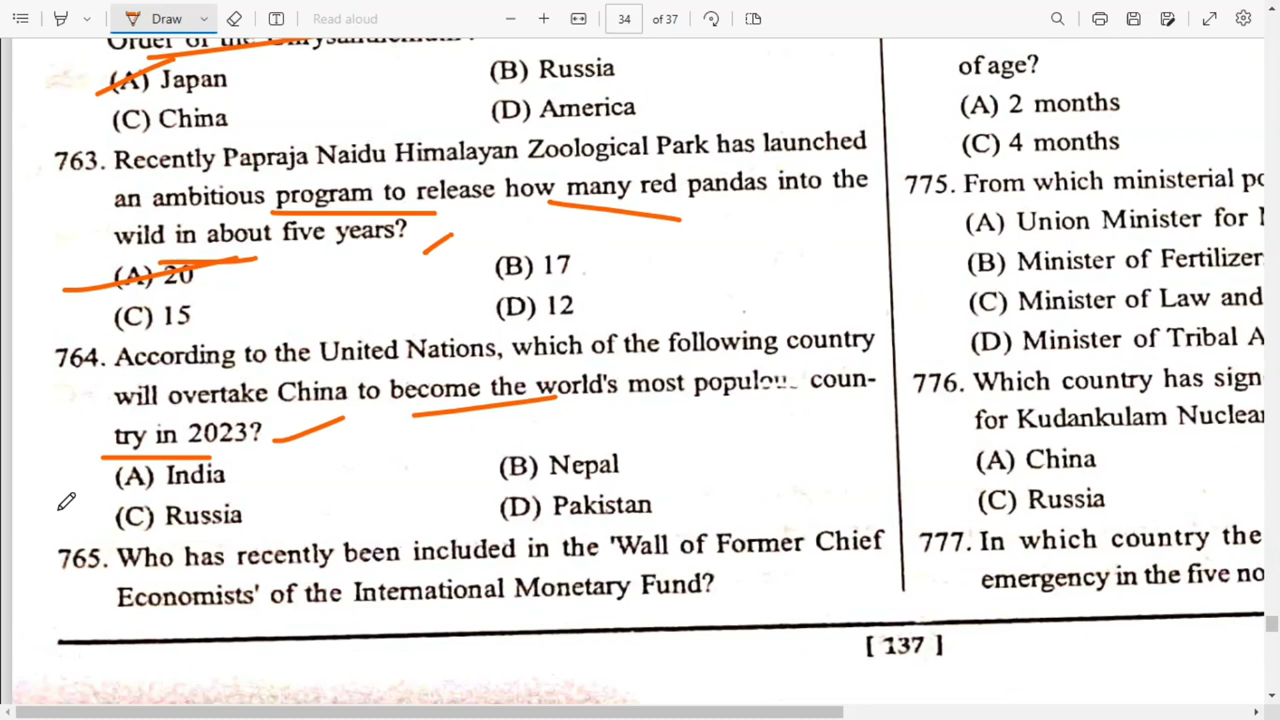 Draw
Read aloud
34 of 37
Order of the Chrysanthemum?
(A) Japan
(B) Russia
(C) China
(D) America
763. Recently Papraja Naidu Himalayan Zoological Park has launched
an ambitious program to release how many red pandas into the
wild in about five years?
(A) 20
(B) 17
(C) 15
(D) 12
764. According to the United Nations, which of the following country
will overtake China to become the world's most populous coun-
try in 2023?
(A) India
(B) Nepal
(C) Russia
(D) Pakistan
765. Who has recently been included in the 'Wall of Former Chief
Economists' of the International Monetary Fund?
of age?
(A) 2 months
(C) 4 months
775. From which ministerial
(A) Union Minister for
(B) Minister of Fertilizer
(C) Minister of Law and
(D) Minister of Tribal A
776. Which country has sign
for Kudankulam Nuclear
(A) China
(C) Russia
777. In which country the
emergency in the five no
[ 137 ]